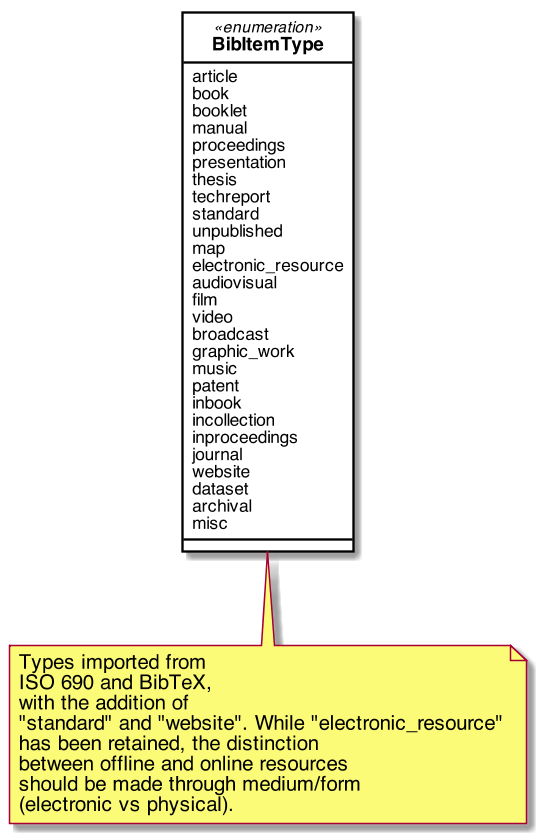 «enumeration»
BibItemType
article
book
booklet
manual
proceedings
presentation
thesis
techreport
standard
unpublished
map
electronic_resource
audiovisual
film
video
broadcast
graphic_work
music
patent
inbook
incollection
inproceedings
journal
website
dataset
archival
misc
Types imported from
ISO 690 and BibTeX,
with the addition of
"standard" and "website". While "electronic_resource"
has been retained, the distinction
between offline and online resources
should be made through medium/form
(electronic vs physical).